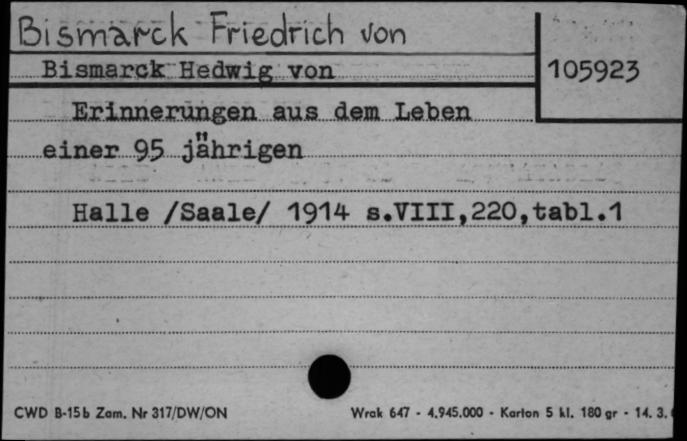 Bismarck Friedrich von
Bismarck Hedwig von
105923
Erinnerungen aus dem Leben
einer 95 jährigen
Halle /Saale/ 1914 s.VIII,220,tabl.1
CWD B-15b Zam. Nr 317/DW/ON
Wrak 647 - 4.945.000 - Karton 5 kl. 180 gr - 14. 3.